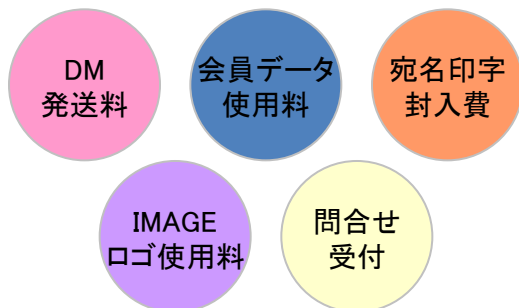 DM
発送料
会員データ
使用料
宛名印字
封入費
IMAGE
ロゴ使用料
問合せ
受付